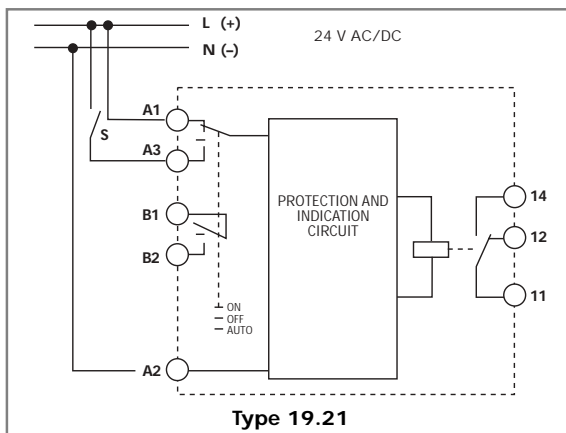 L (+)
24 V AC/DC
N (–)
A1
S
A3
14
PROTECTION AND
INDICATION
CIRCUIT
B1
12
B2
11
ON
OFF
AUTO
A2
Type 19.21